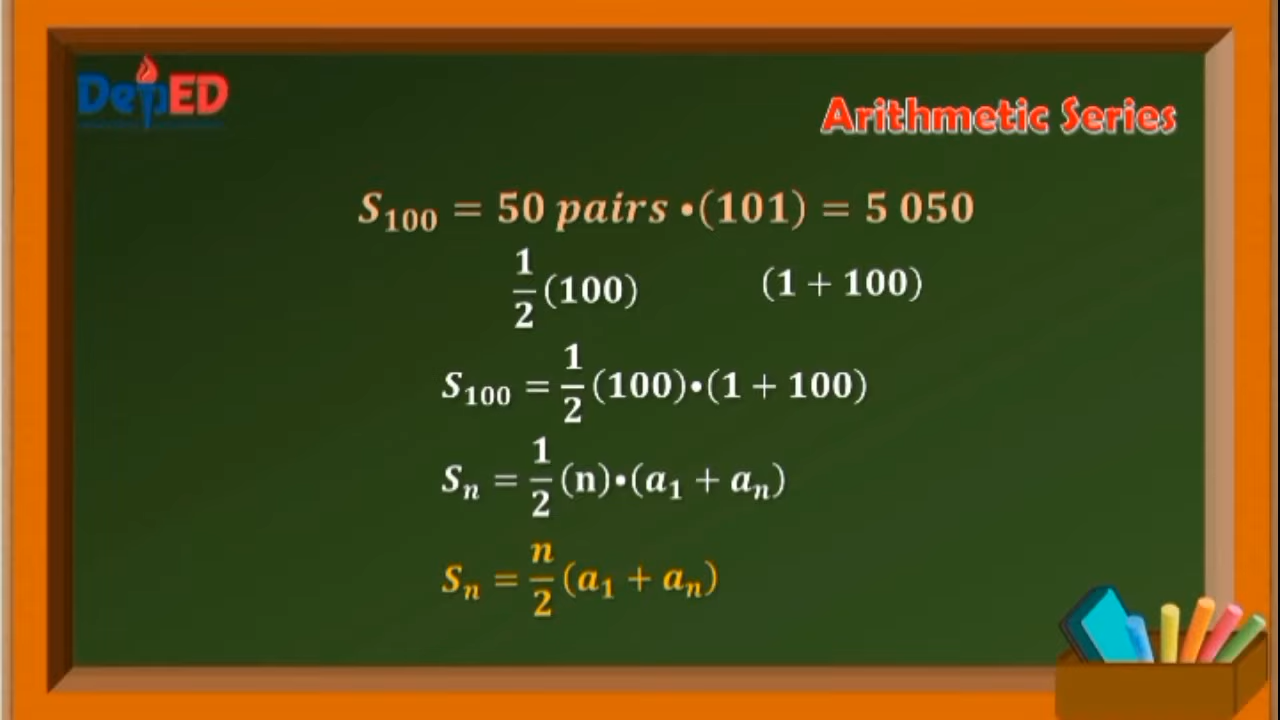 DepED
Arithmetic Series
S₁₀₀ = 50 pairs •(101) = 5 050
1/2 (100) (1 + 100)
S₁₀₀ = 1/2 (100)•(1 + 100)
Sₙ = 1/2 (n)•(a₁ + aₙ)
Sₙ = n/2 (a₁ + aₙ)